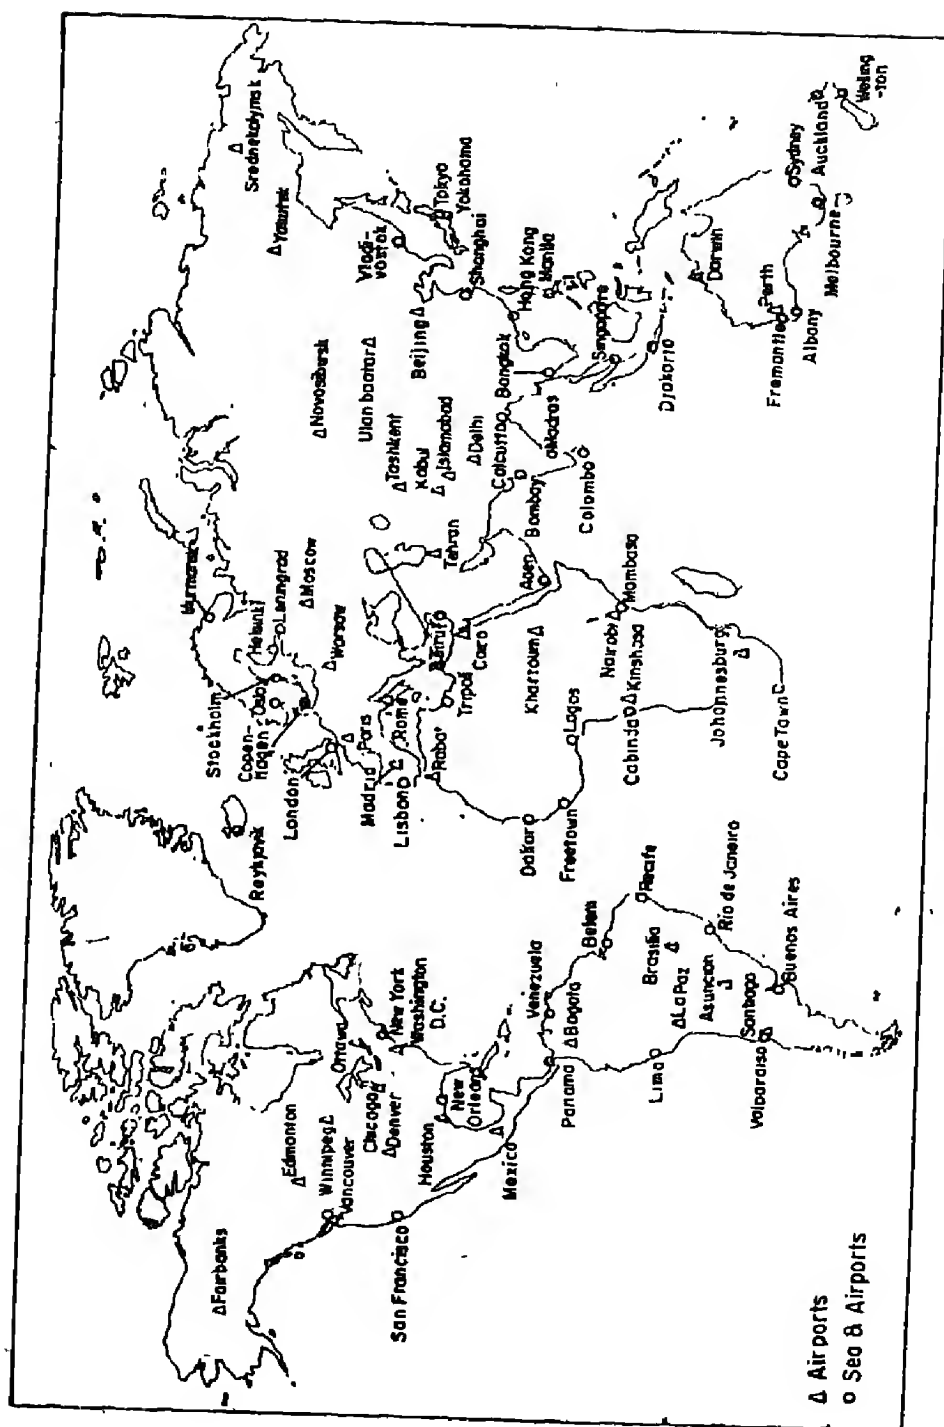 Fairbanks
Edmonton
Winnipeg
Vancouver
Ottawa
Chicago
Denver
New York
Washington
D.C.
San Francisco
Houston
New
Orlean
Mexico
Panama
Venezuela
Bogota
Belem
Recife
Lima
Brasilia
La Paz
Asuncion
Rio de Janeiro
Santiago
Valparaiso
Buenos Aires
Reykjavik
Murmansk
Stockholm
Oslo
Helsinki
Leningrad
Copen-
hagen
Moscow
Warsaw
London
Paris
Madrid
Rome
Lisbon
Raba'
Tripoli
Beirut
Cairo
Tehran
Aden
Khartoum
Dakar
Freetown
Lagos
Nairobi
Mombasa
Cabinda
Kinshasa
Johannesburg
Cape Town
Srednekolymsk
Yakutsk
Novosibirsk
Ulan baatar
Vladi-
vostok
Tokyo
Yokohama
Tashkent
Kabul
Islamabad
Delhi
Beijing
Shanghai
Calcutta
Bombay
Madras
Colombo
Bangkok
Hong Kong
Manila
Singapore
Djakarta
Darwin
Perth
Fremantle
Albany
Melbourne
Sydney
Auckland
Welling
-ton
Δ Airports
o Sea & Airports